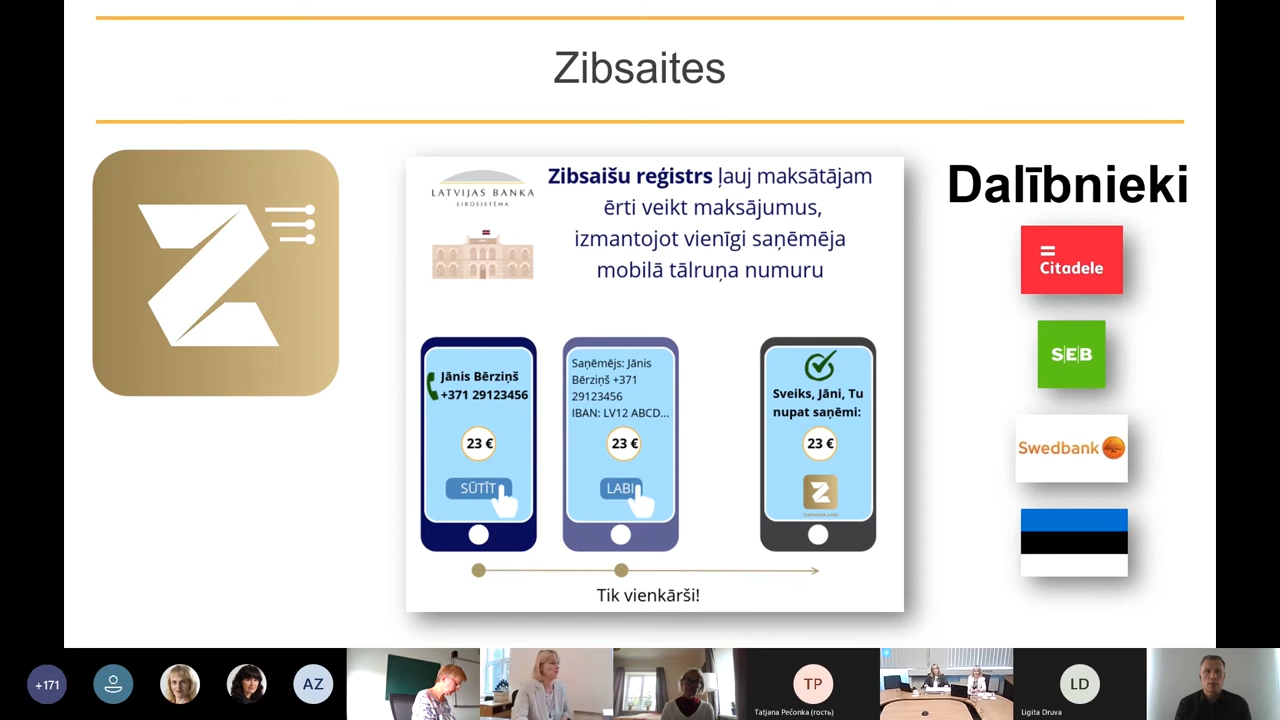 Zibsaites
LATVIJAS BANKA
EIROSISTĒMA
Zibsaišu reģistrs ļauj maksātājam
ērti veikt maksājumus,
izmantojot vienīgi saņēmēja
mobilā tālruņa numuru
Jānis Bērziņš
+371 29123456
23 €
SŪTĪT
Saņēmējs: Jānis
Bērziņš +371
29123456
IBAN: LV12 ABCD...
23 €
LABI
Sveiks, Jāni, Tu
nupat saņēmi:
23 €
Tik vienkārši!
Dalībnieki
Citadele
SEB
Swedbank
+171
AZ
TP
Tatjana Pečonka (гость)
LD
Ligita Druva